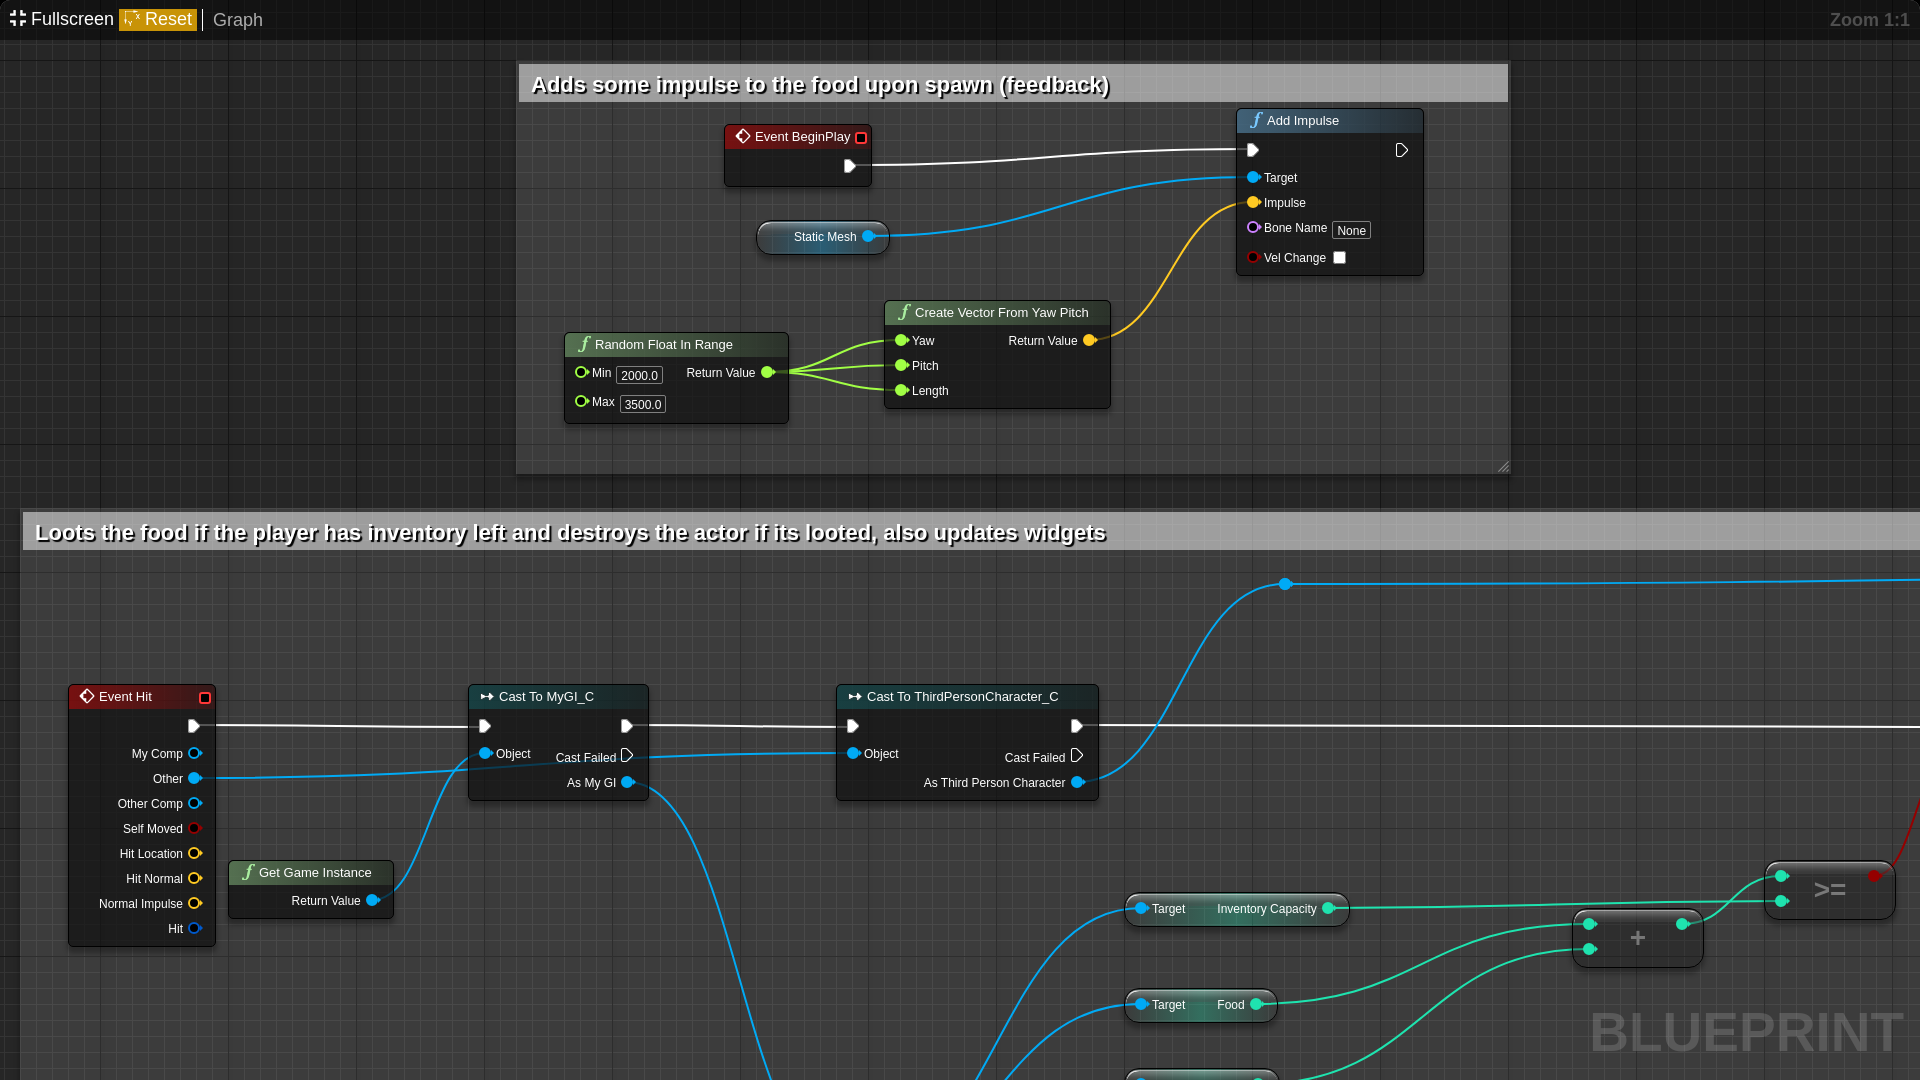 Fullscreen Reset Graph Zoom 1:1
Adds some impulse to the food upon spawn (feedback)
Event BeginPlay
Static Mesh
f Random Float In Range
Min 2000.0 Return Value
Max 3500.0
f Create Vector From Yaw Pitch
Yaw Return Value
Pitch
Length
f Add Impulse
Target
Impulse
Bone Name None
Vel Change
Loots the food if the player has inventory left and destroys the actor if its looted, also updates widgets
Event Hit
My Comp
Other
Other Comp
Self Moved
Hit Location
Hit Normal
Normal Impulse
Hit
f Get Game Instance
Return Value
Cast To MyGI_C
Object Cast Failed
As My GI
Cast To ThirdPersonCharacter_C
Object Cast Failed
As Third Person Character
Target Inventory Capacity
Target Food
+
>=
BLUEPRINT